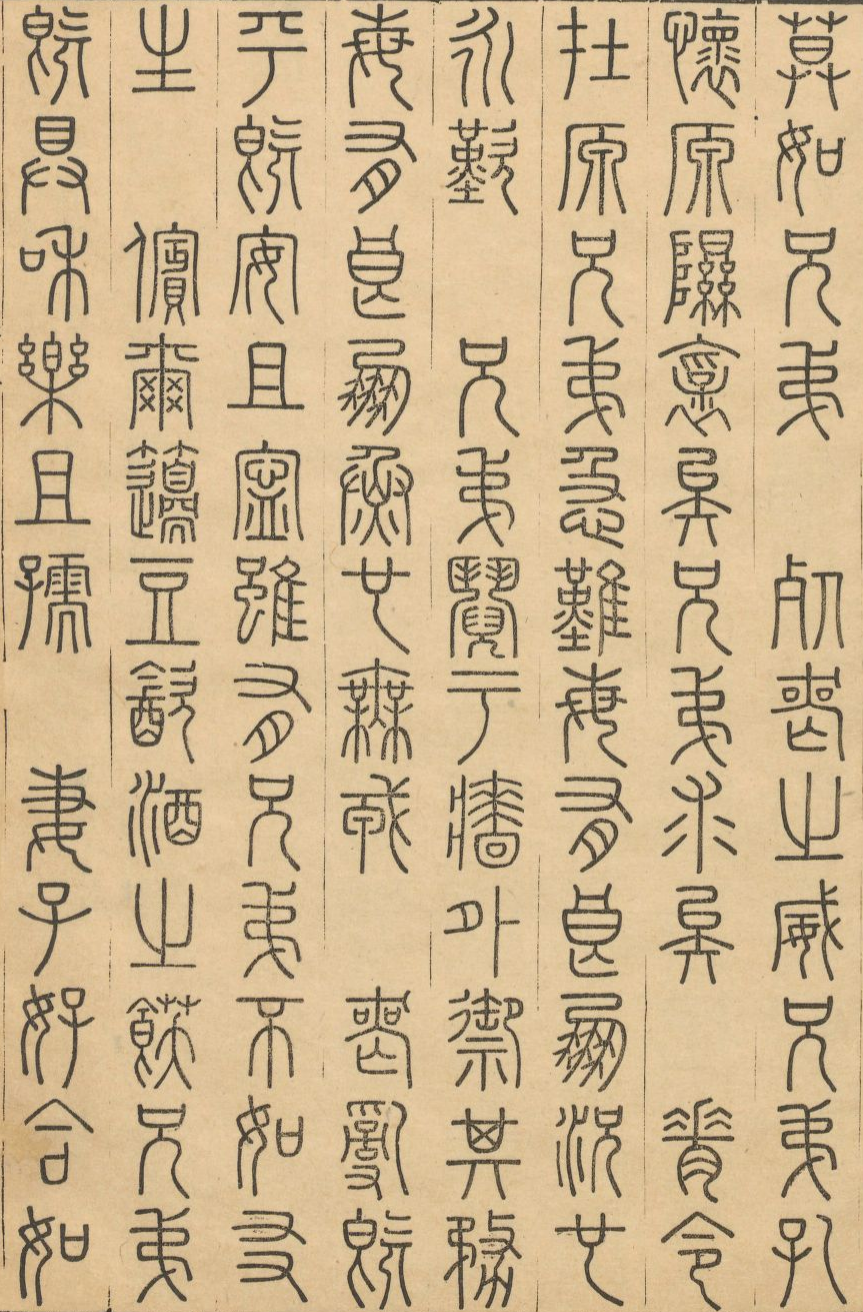 莫如兄弟 死喪之威兄弟孔
懷原隰裒矣兄弟求矣 脊令
在原兄弟急難每有良朋況也
永歎 兄弟鬩于牆外禦其務
每有良朋烝也無戎 喪亂既
平既安且寧雖有兄弟不如友
生 儐爾籩豆飲酒之飫兄弟
既具和樂且孺 妻子好合如